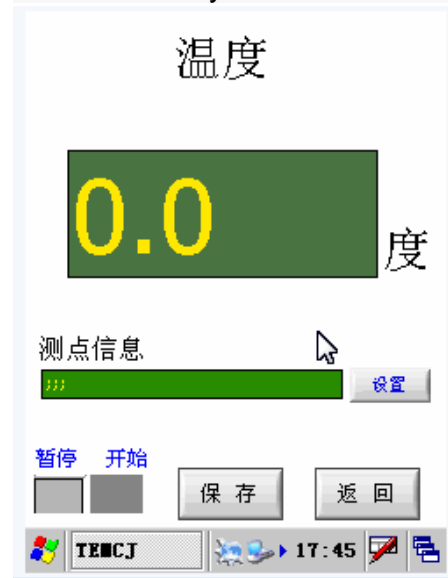 温度
0.0
度
测点信息
;;;
设置
暂停 开始
保 存
返 回
TEMCJ
17:45